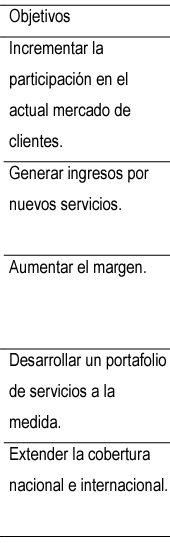 Objetivos
Incrementar la
participación en el
actual mercado de
clientes.
Generar ingresos por
nuevos servicios.
Aumentar el margen.
Desarrollar un portafolio
de servicios a la
medida.
Extender la cobertura
nacional e internacional.